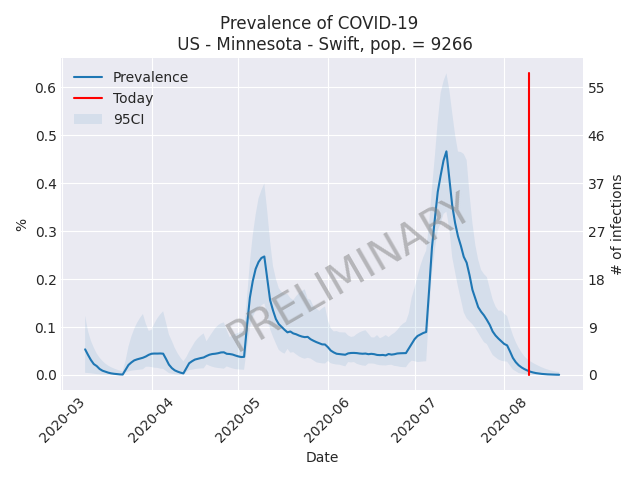 Prevalence of COVID-19
US - Minnesota - Swift, pop. = 9266
Prevalence
Today
95CI
PRELIMINARY
%
0.6
0.5
0.4
0.3
0.2
0.1
0.0
55
46
37
27
18
9
0
# of infections
2020-03
2020-04
2020-05
2020-06
2020-07
2020-08
Date